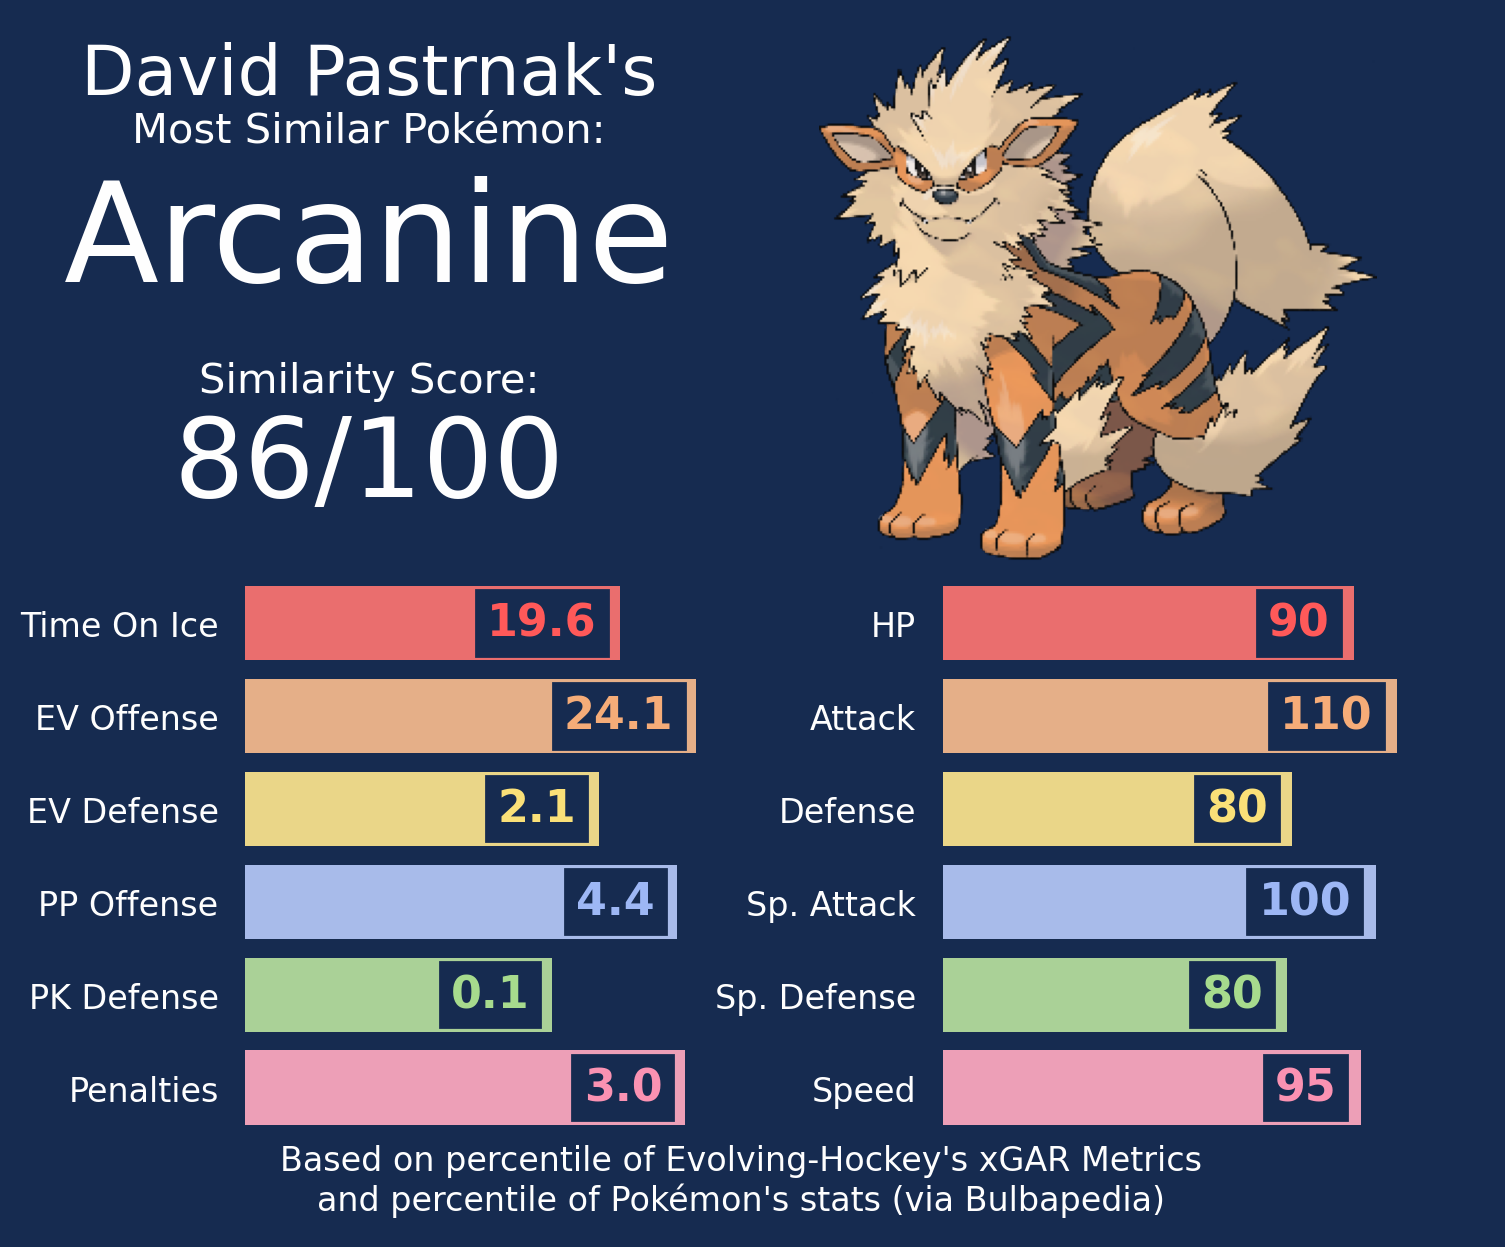 David Pastrnak's
Most Similar Pokémon:
Arcanine
Similarity Score:
86/100
Time On Ice 19.6
EV Offense 24.1
EV Defense 2.1
PP Offense 4.4
PK Defense 0.1
Penalties 3.0
HP 90
Attack 110
Defense 80
Sp. Attack 100
Sp. Defense 80
Speed 95
Based on percentile of Evolving-Hockey's xGAR Metrics
and percentile of Pokémon's stats (via Bulbapedia)